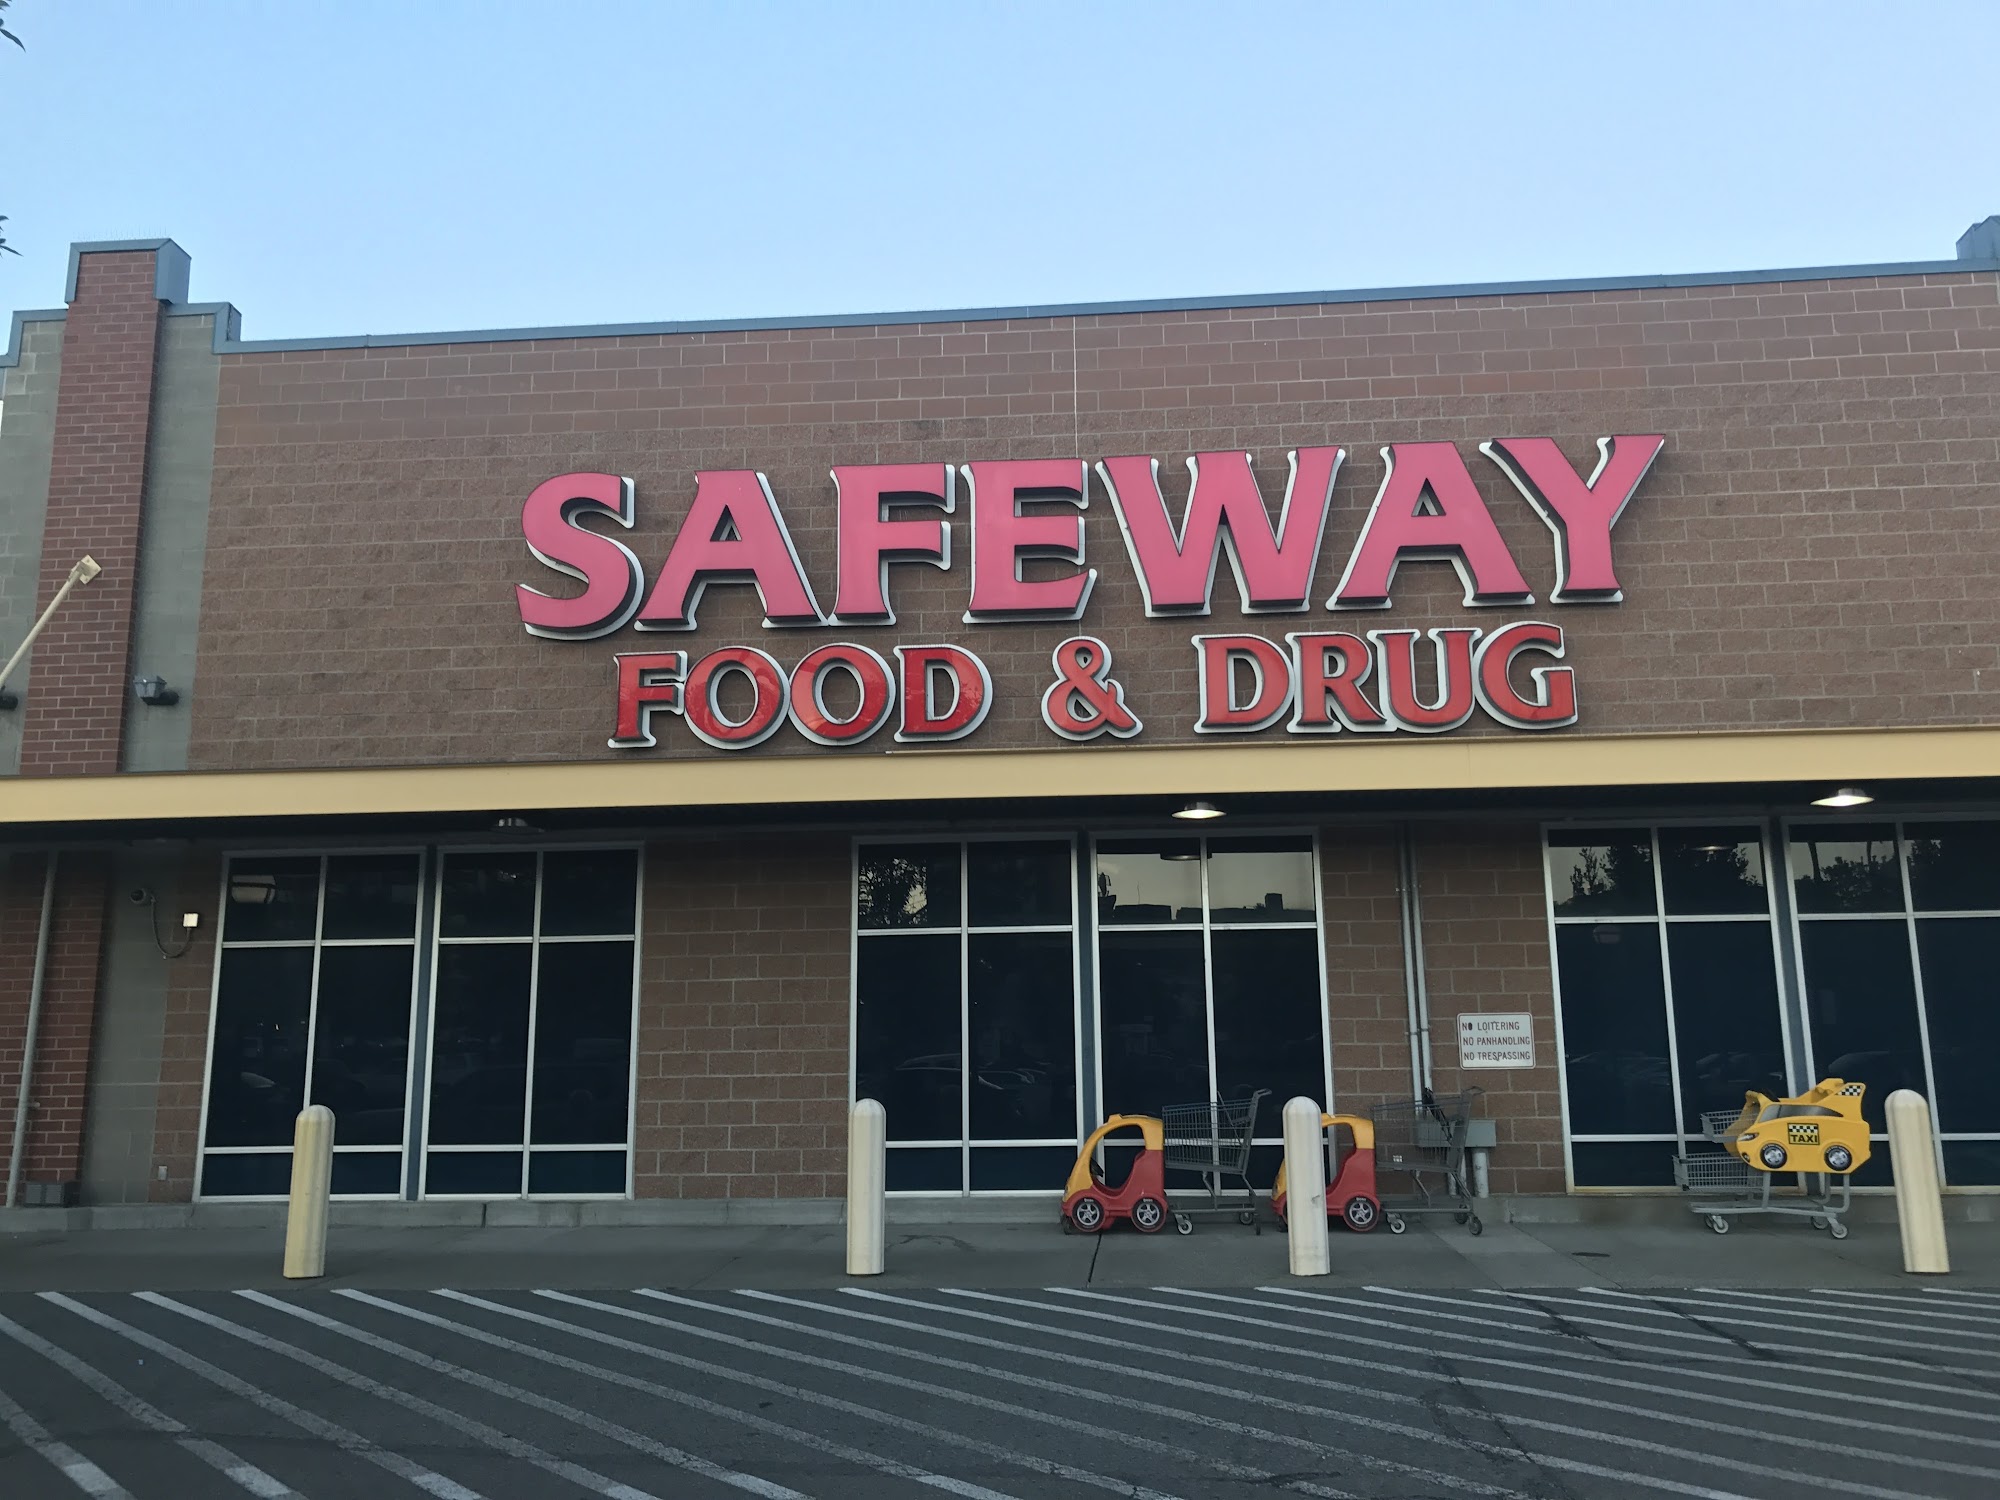 SAFEWAY
FOOD & DRUG
NO LOITERING
NO PANHANDLING
NO TRESPASSING
TAXI